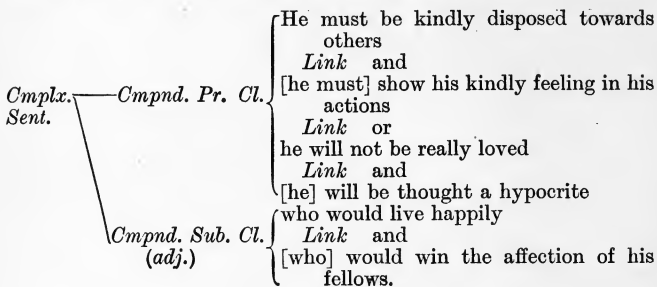 He must be kindly disposed towards
others
Link and
[he must] show his kindly feeling in his
actions
Cmplx. Cmpnd. Pr. Cl.
Sent.
Link or
he will not be really loved
Link and
[he] will be thought a hypocrite
who would live happily
Cmpnd. Sub. Cl. Link and
(adj.) [who] would win the affection of his
fellows.